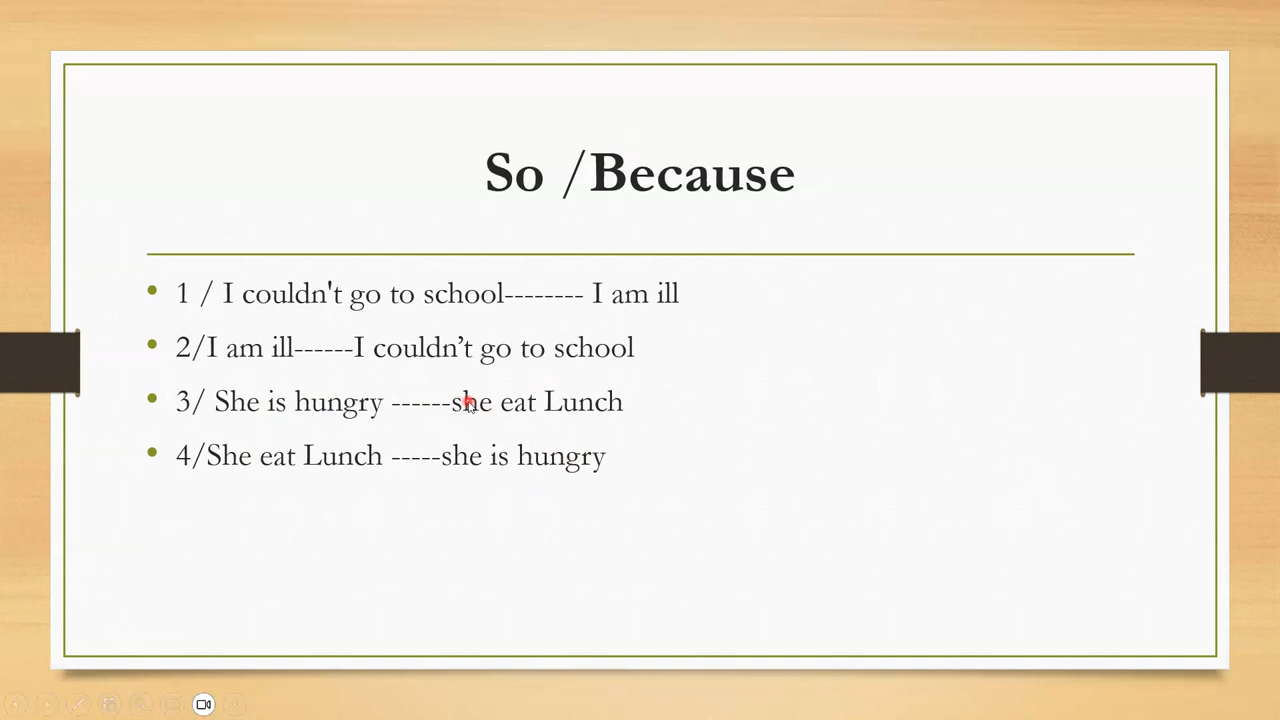 So /Because
1 / I couldn't go to school-------- I am ill
2/I am ill------I couldn’t go to school
3/ She is hungry ------she eat Lunch
4/She eat Lunch -----she is hungry